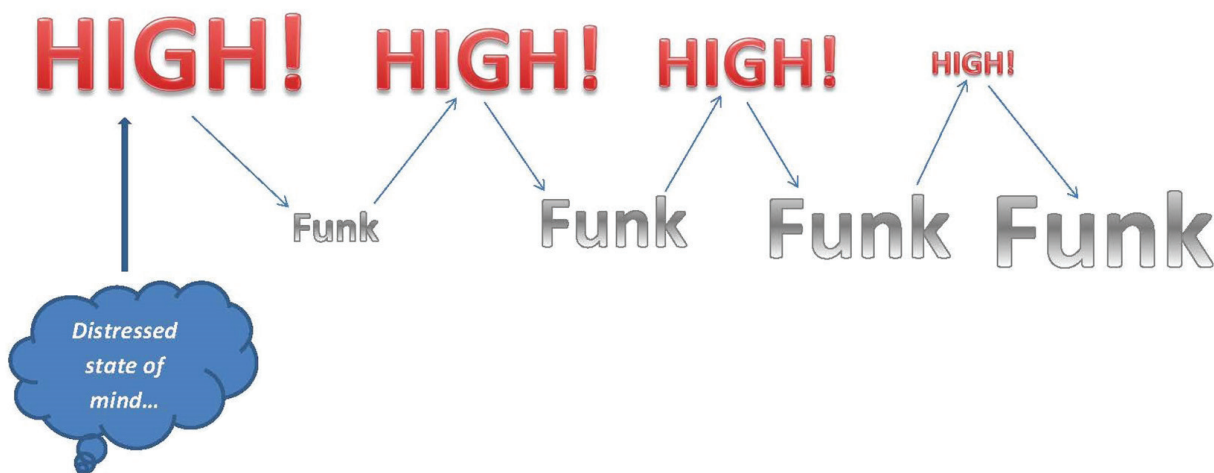 HIGH!
HIGH!
HIGH!
HIGH!
Funk
Funk
Funk
Funk
Distressed
state of
mind...